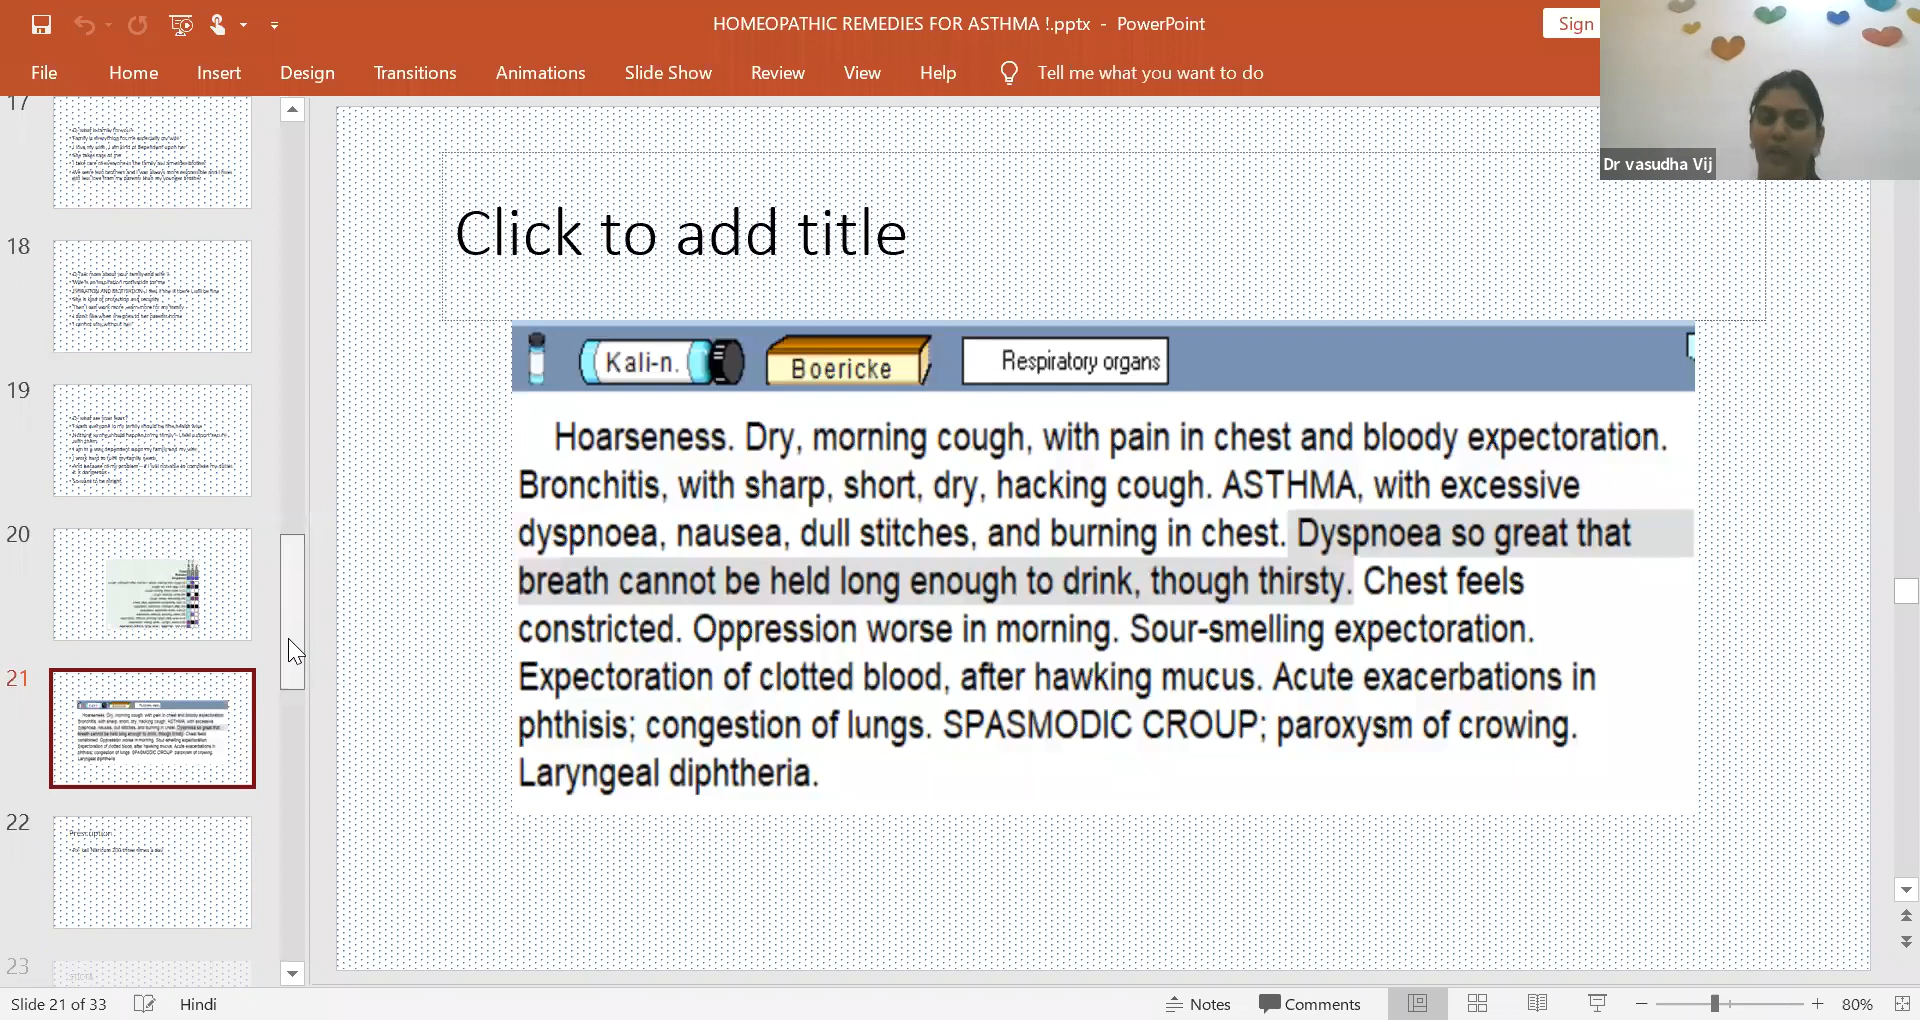 HOMEOPATHIC REMEDIES FOR ASTHMA !.pptx - PowerPoint
Sign
File Home Insert Design Transitions Animations Slide Show Review View Help Tell me what you want to do
Dr vasudha Vij
17
18
19
20
21
22
Prescription
23
Click to add title
Kali-n. Boericke Respiratory organs
Hoarseness. Dry, morning cough, with pain in chest and bloody expectoration.
Bronchitis, with sharp, short, dry, hacking cough. ASTHMA, with excessive
dyspnoea, nausea, dull stitches, and burning in chest. Dyspnoea so great that
breath cannot be held long enough to drink, though thirsty. Chest feels
constricted. Oppression worse in morning. Sour-smelling expectoration.
Expectoration of clotted blood, after hawking mucus. Acute exacerbations in
phthisis; congestion of lungs. SPASMODIC CROUP; paroxysm of crowing.
Laryngeal diphtheria.
Slide 21 of 33 Hindi Notes Comments 80%